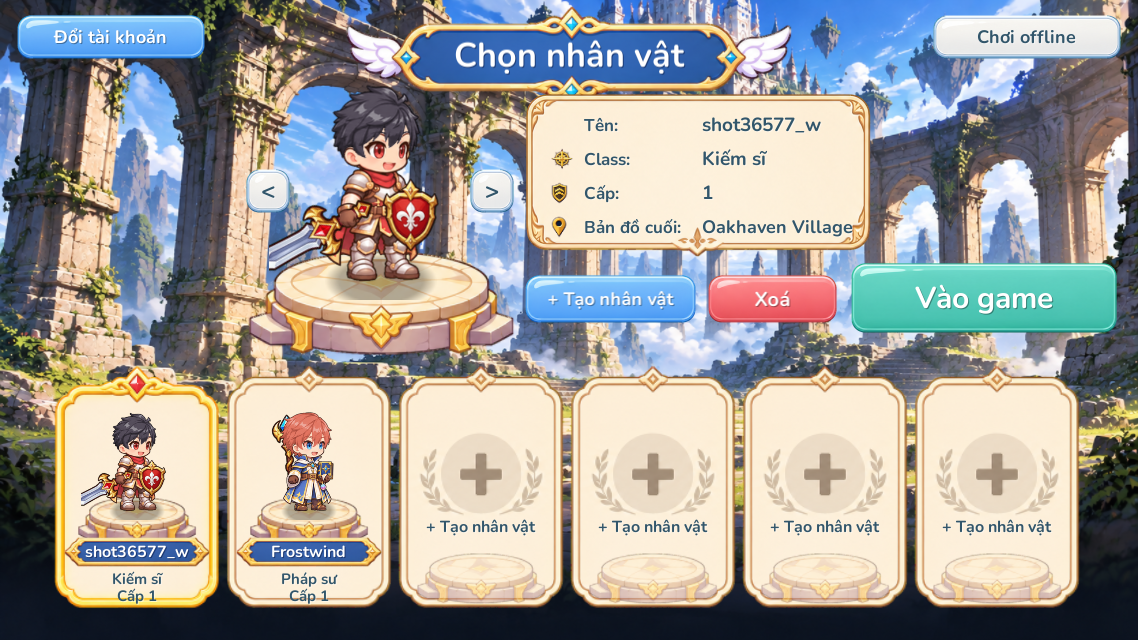 Đổi tài khoản
Chọn nhân vật
Chơi offline
Tên: shot36577_w
Class: Kiếm sĩ
Cấp: 1
Bản đồ cuối: Oakhaven Village
<
>
+ Tạo nhân vật
Xoá
Vào game
shot36577_w
Kiếm sĩ
Cấp 1
Frostwind
Pháp sư
Cấp 1
+ Tạo nhân vật
+ Tạo nhân vật
+ Tạo nhân vật
+ Tạo nhân vật